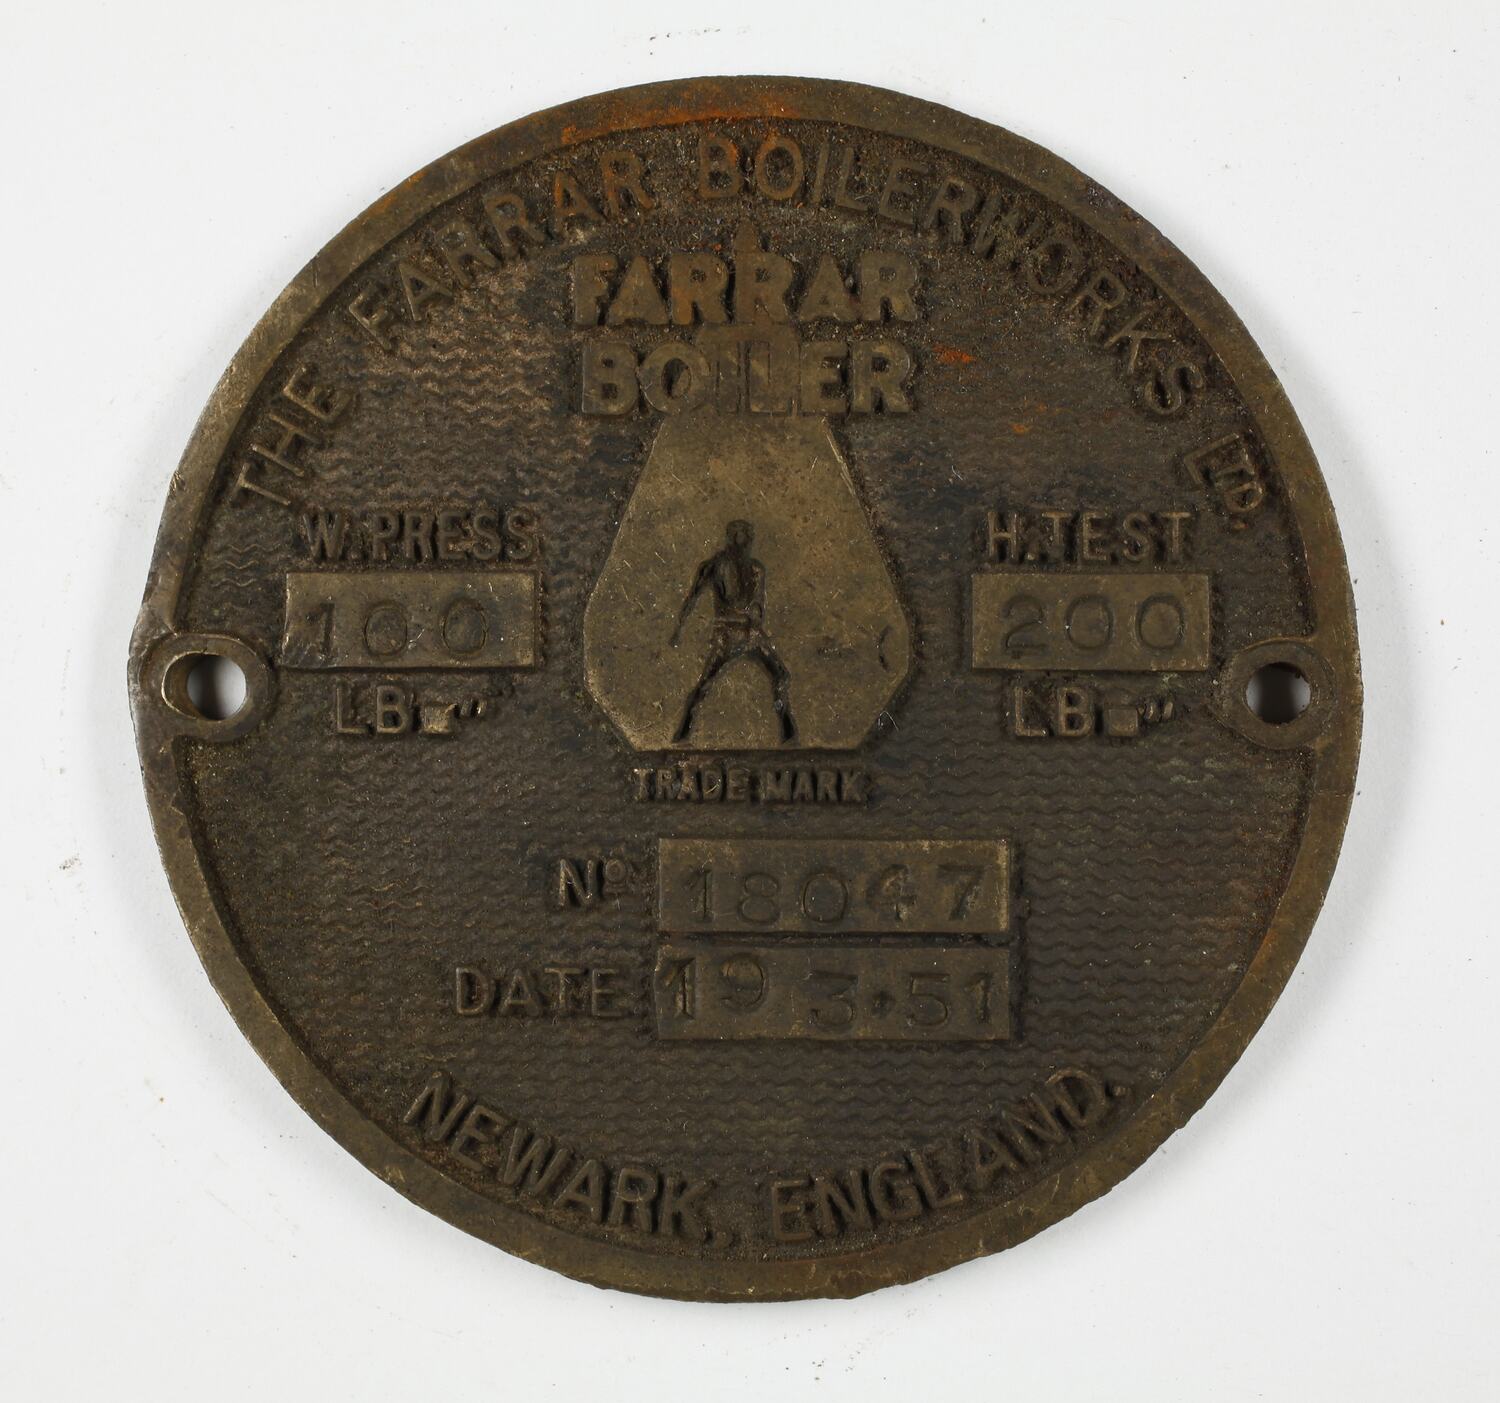 THE FARRAR BOILERWORKS LTD.
FARRAR
BOILER
W. PRESS
100
LB▫"
H. TEST
200
LB▫"
TRADE MARK
No 18047
DATE 19 3.51
NEWARK, ENGLAND.